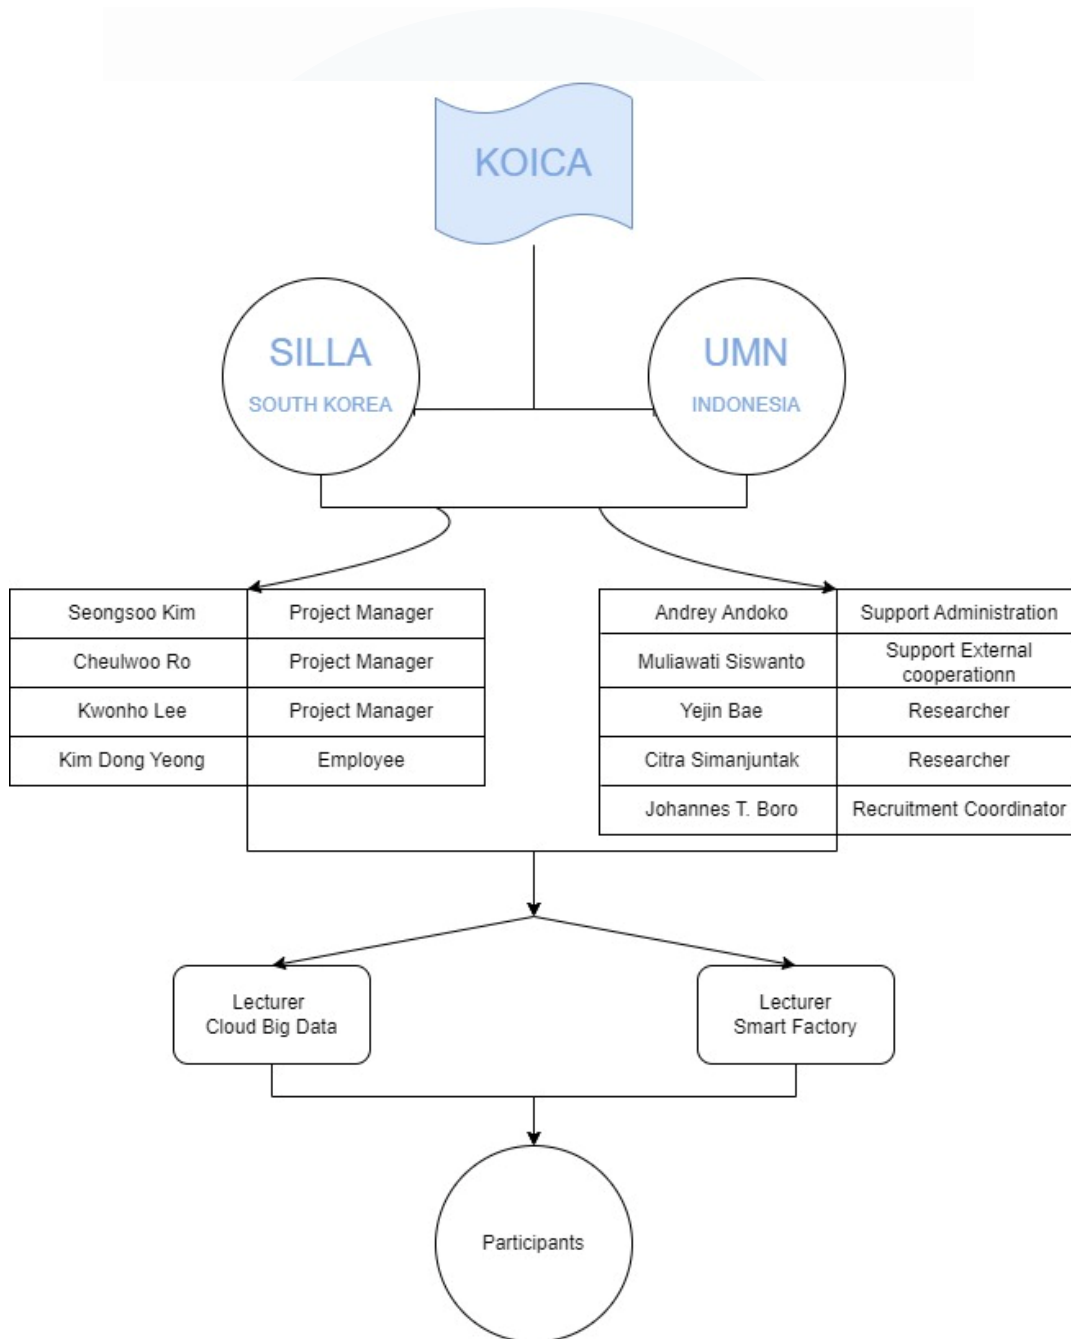 KOICA
SILLA
SOUTH KOREA
UMN
INDONESIA
Seongsoo Kim
Project Manager
Cheulwoo Ro
Project Manager
Kwonho Lee
Project Manager
Kim Dong Yeong
Employee
Andrey Andoko
Support Administration
Muliawati Siswanto
Support External
cooperationn
Yejin Bae
Researcher
Citra Simanjuntak
Researcher
Johannes T. Boro
Recruitment Coordinator
Lecturer
Cloud Big Data
Lecturer
Smart Factory
Participants